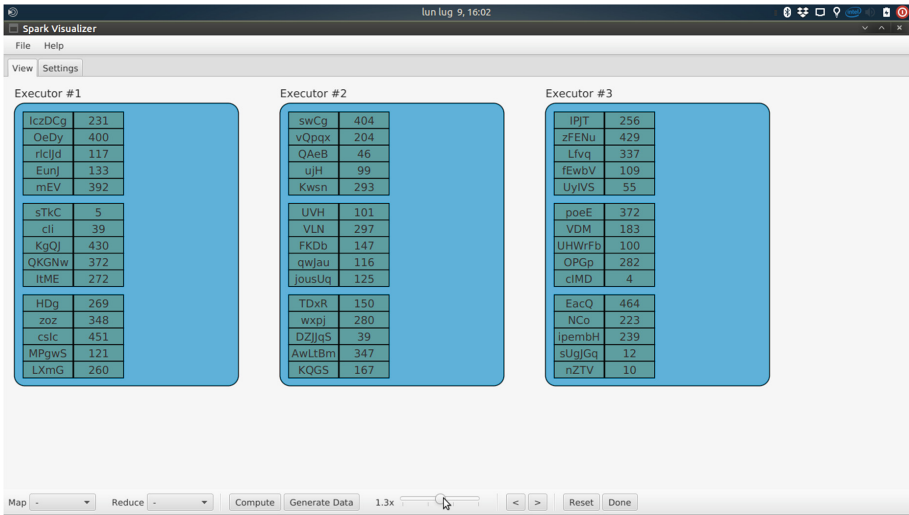 lun lug 9, 16:02
Spark Visualizer
File Help
View Settings
Executor #1
IczDCg 231
OeDy 400
rlcIJd 117
EunJ 133
mEV 392
sTkC 5
cli 39
KgQJ 430
QKGNw 372
ItME 272
HDg 269
zoz 348
cslc 451
MPgwS 121
LXmG 260
Executor #2
swCg 404
vQpqx 204
QAeB 46
ujH 99
Kwsn 293
UVH 101
VLN 297
FKDb 147
qwJau 116
jousUq 125
TDxR 150
wxpj 280
DZJJqS 39
AwLtBm 347
KQGS 167
Executor #3
IPJT 256
zFENu 429
Lfvq 337
fEwbV 109
UyIVS 55
poeE 372
VDM 183
UHWrFb 100
OPGp 282
cIMD 4
EacQ 464
NCo 223
ipembH 239
sUgJGq 12
nZTV 10
Map - Reduce - Compute Generate Data 1.3x < > Reset Done